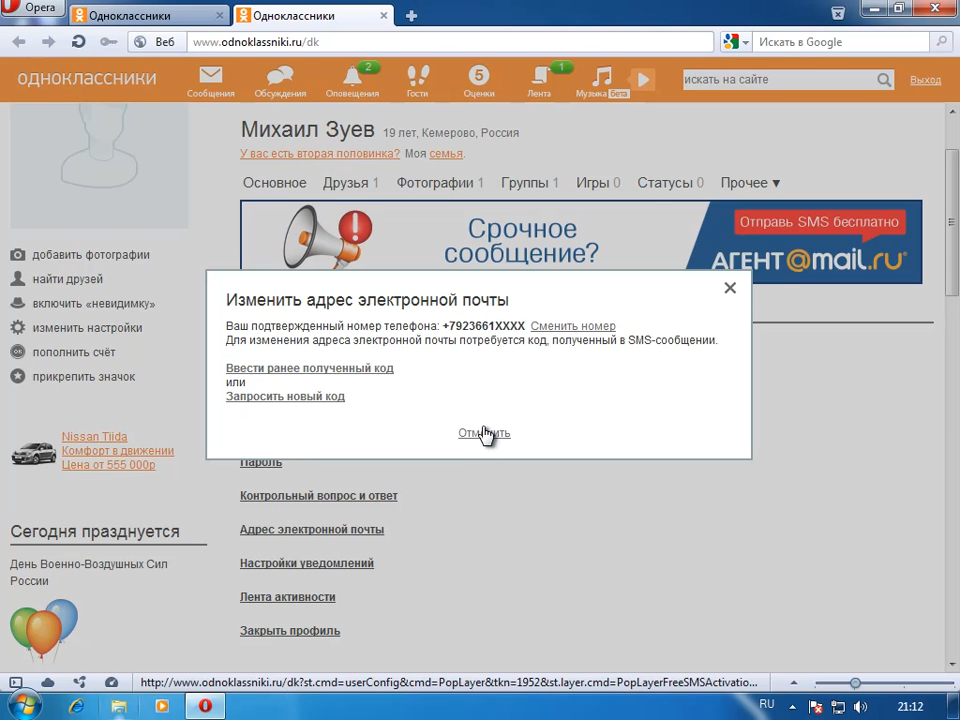 Opera
Одноклассники
Одноклассники
Веб
www.odnoklassniki.ru/dk
Искать в Google
одноклассники
Сообщения
Обсуждения
2
Оповещения
Гости
5
Оценки
1
Лента
Музыка бета
искать на сайте
Выход
Михаил Зуев 19 лет, Кемерово, Россия
У вас есть вторая половинка? Моя семья.
Основное Друзья 1 Фотографии 1 Группы 1 Игры 0 Статусы 0 Прочее ▼
Срочное
сообщение?
Отправь SMS бесплатно
АГЕНТ@mail.ru
добавить фотографии
найти друзей
включить «невидимку»
изменить настройки
OK
пополнить счёт
прикрепить значок
Изменить адрес электронной почты
Ваш подтвержденный номер телефона: +7923661XXXX Сменить номер
Для изменения адреса электронной почты потребуется код, полученный в SMS-сообщении.
Ввести ранее полученный код
или
Запросить новый код
Отменить
Nissan Tiida
Комфорт в движении
Цена от 555 000р
Сегодня празднуется
День Военно-Воздушных Сил
России
Пароль
Контрольный вопрос и ответ
Адрес электронной почты
Настройки уведомлений
Лента активности
Закрыть профиль
http://www.odnoklassniki.ru/dk?st.cmd=userConfig&cmd=PopLayer&tkn=1952&st.layer.cmd=PopLayerFreeSMSActivatio...
RU
21:12